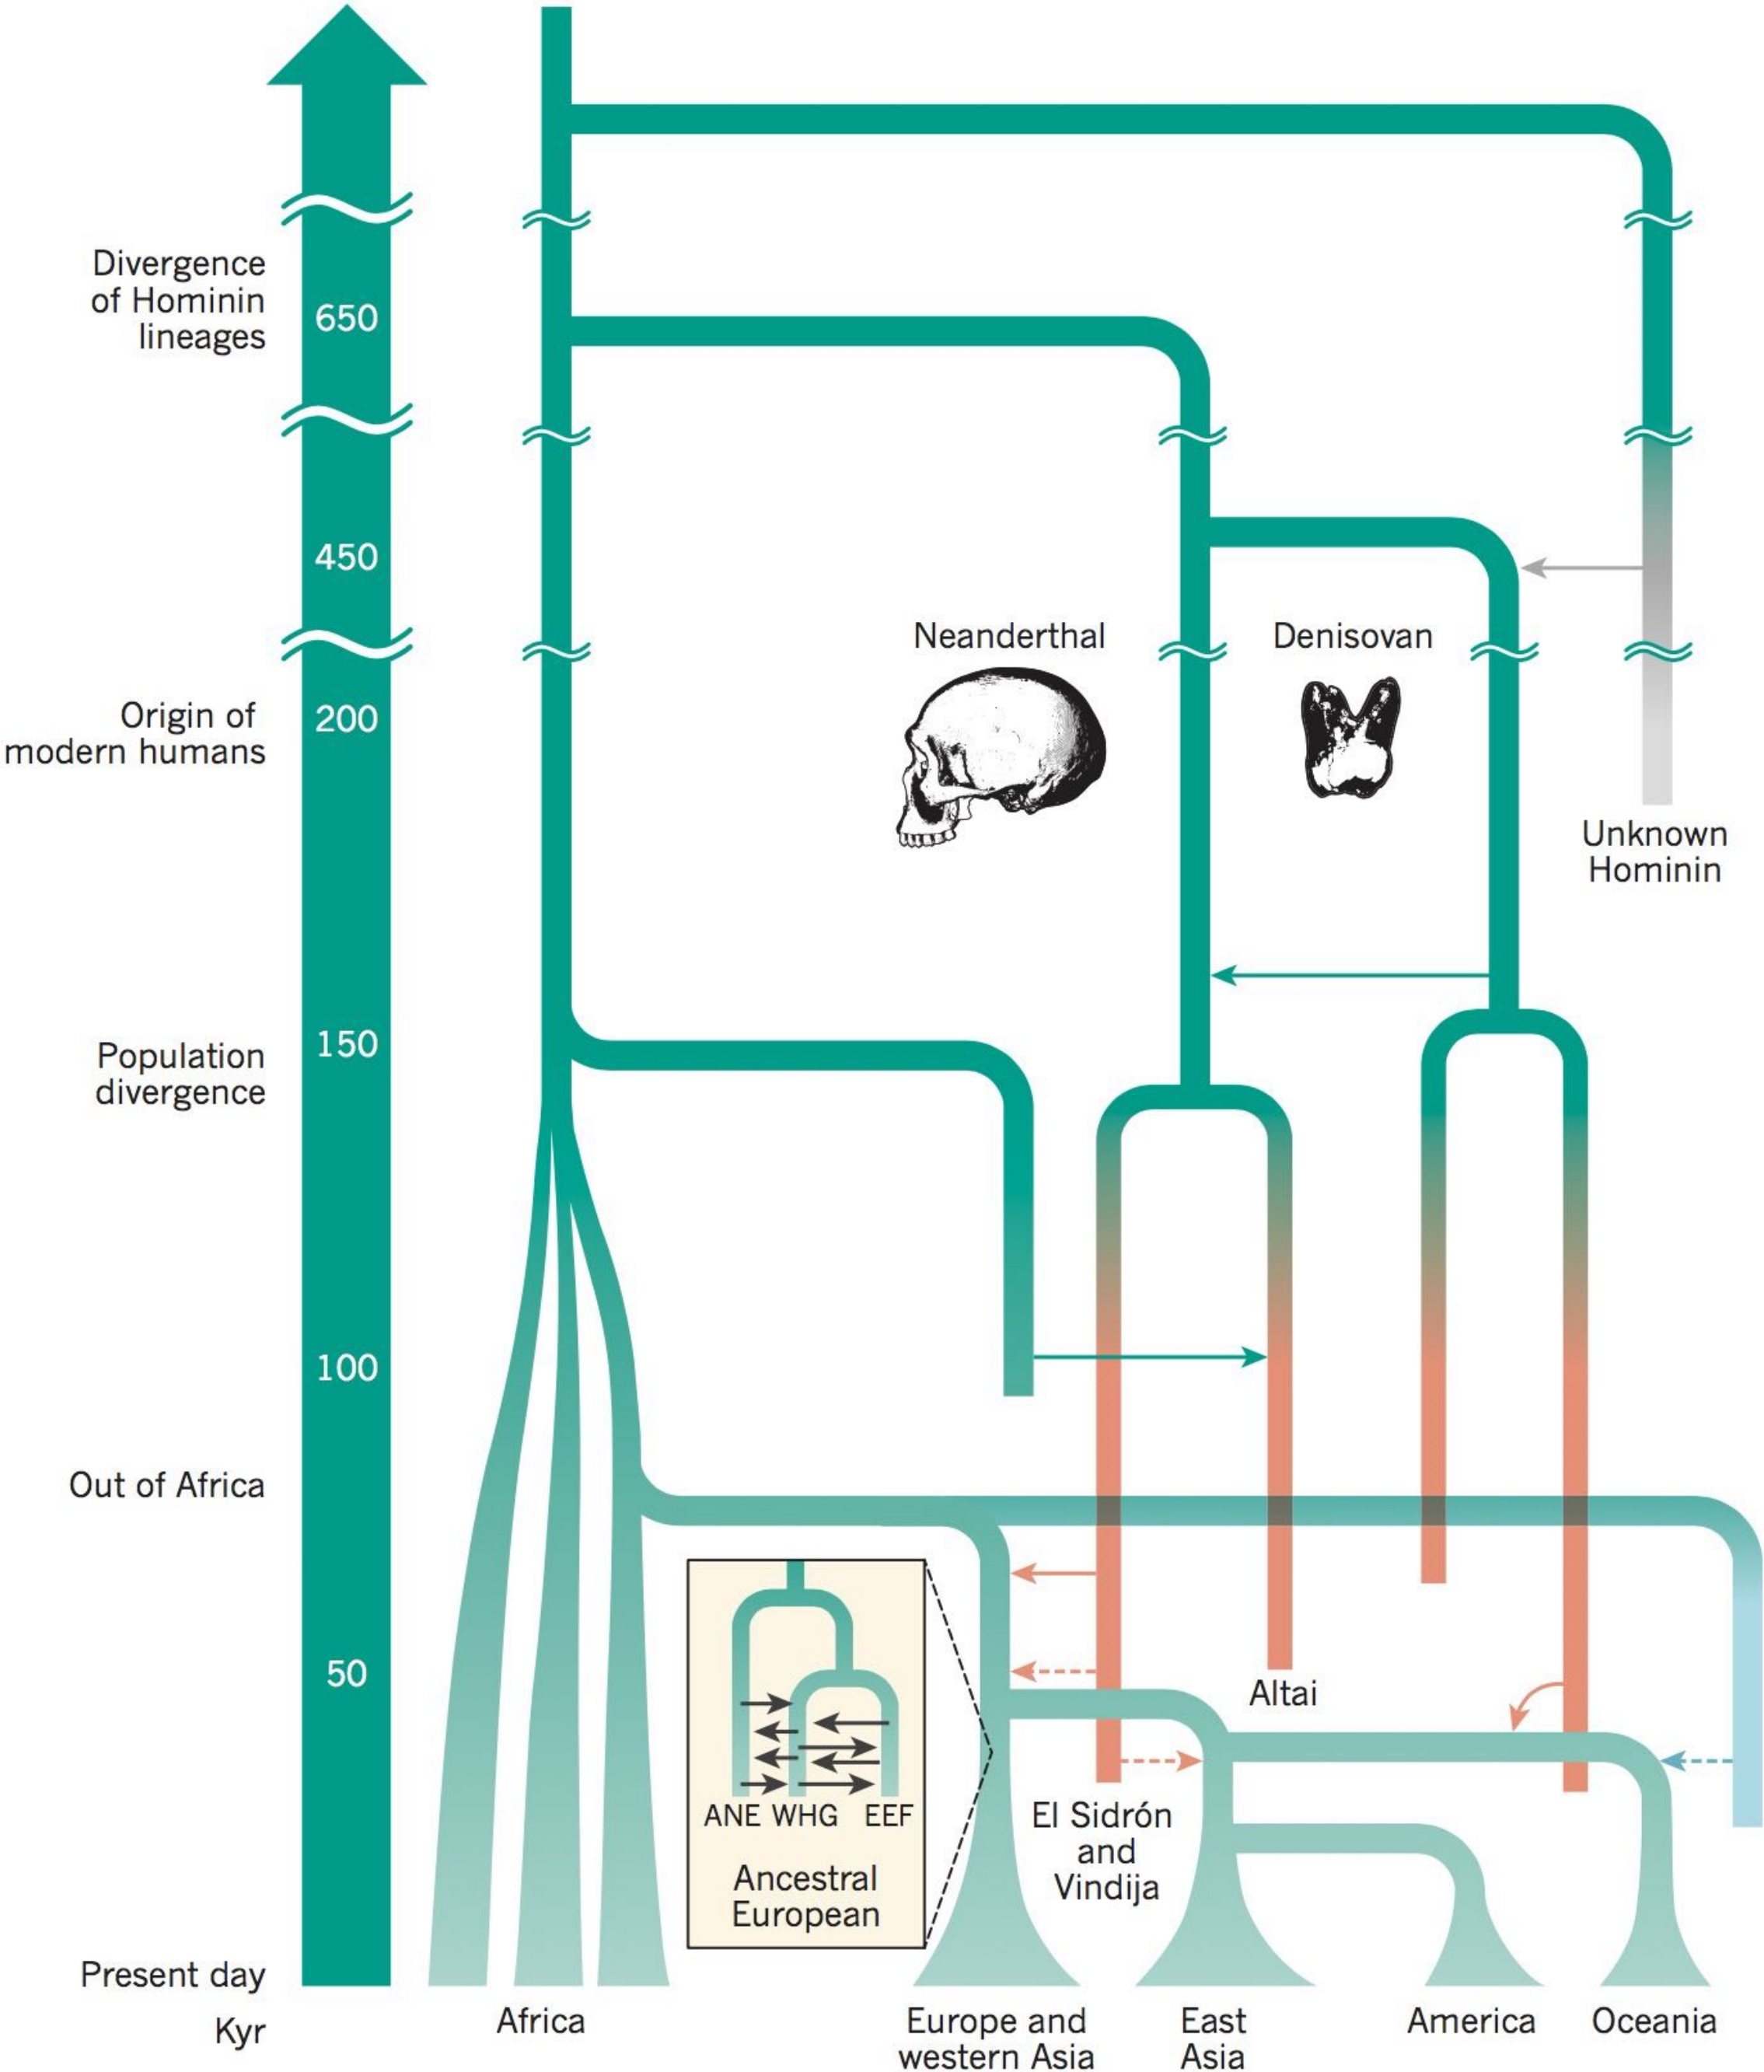 Divergence
of Hominin
lineages
650
450
Neanderthal
Denisovan
Origin of
modern humans
200
Unknown
Hominin
Population
divergence
150
100
Out of Africa
50
Altai
ANE WHG EEF
Ancestral
European
El Sidrón
and
Vindija
Present day
Kyr
Africa
Europe and
western Asia
East
Asia
America
Oceania